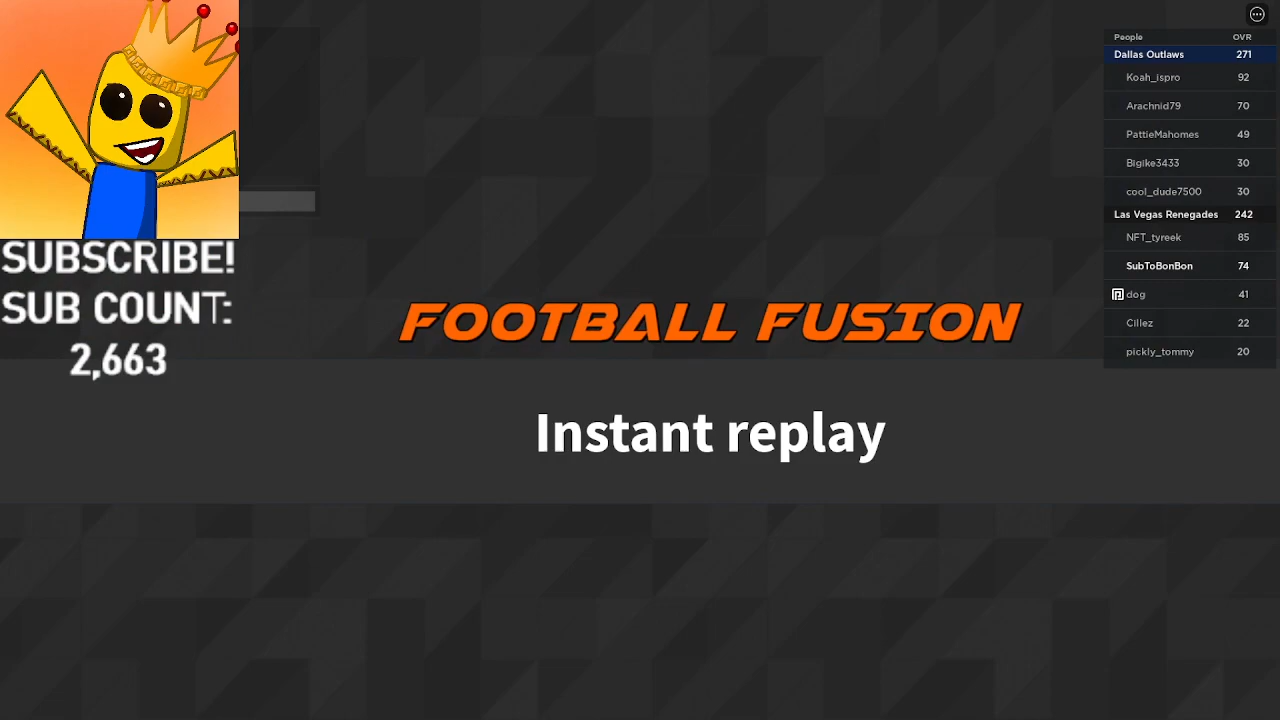 SUBSCRIBE!
SUB COUNT:
2,663
FOOTBALL FUSION
Instant replay
People OVR
Dallas Outlaws 271
Koah_ispro 92
Arachnid79 70
PattieMahomes 49
Bigike3433 30
cool_dude7500 30
Las Vegas Renegades 242
NFT_tyreek 85
SubToBonBon 74
dog 41
Cillez 22
pickly_tommy 20